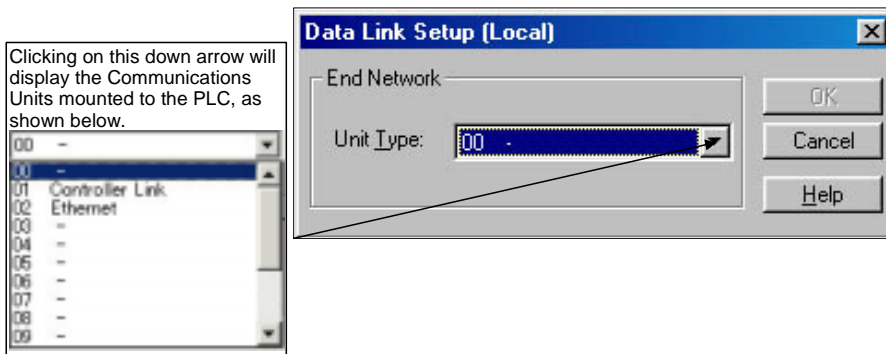 Clicking on this down arrow will
display the Communications
Units mounted to the PLC, as
shown below.
00 -
00 -
01 Controller Link
02 Ethernet
03 -
04 -
05 -
06 -
07 -
08 -
09 -
Data Link Setup (Local)
End Network
Unit Type: 00 -
OK
Cancel
Help